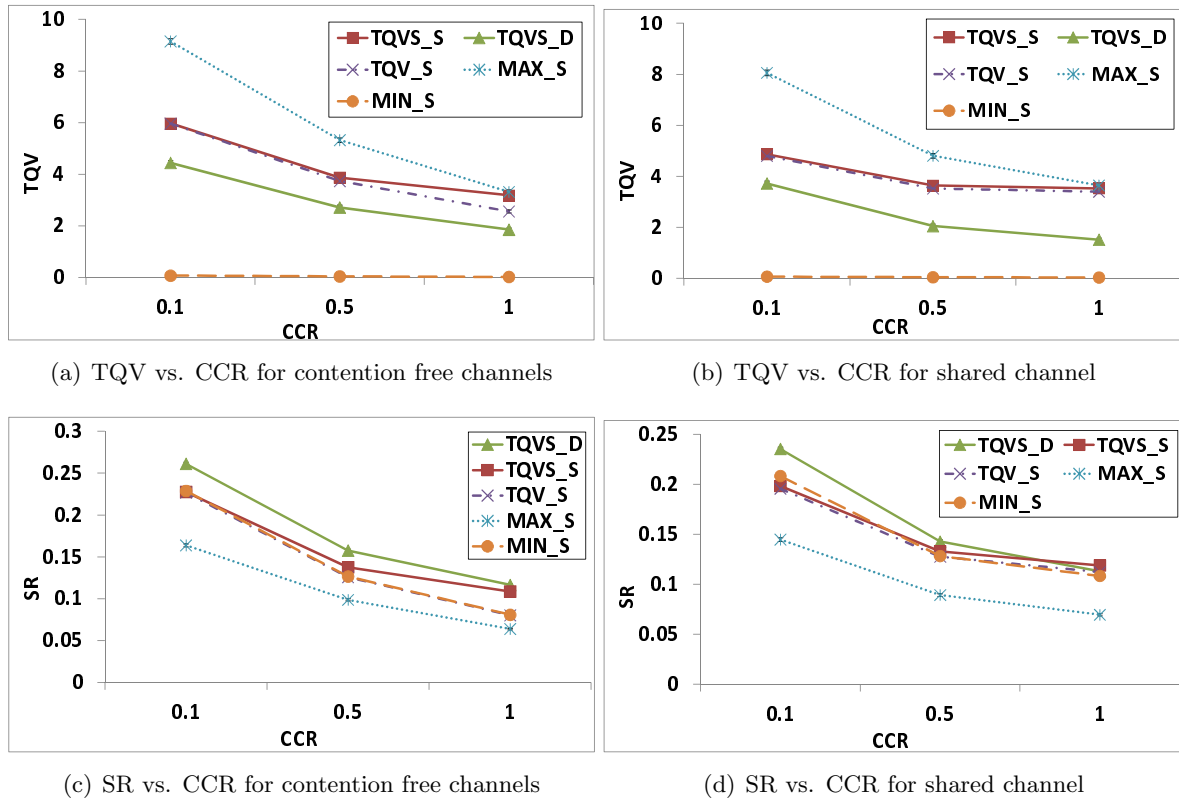 10
8
6
4
2
0
TQV
TQVS_S TQVS_D
TQV_S MAX_S
MIN_S
0.1 0.5 1
CCR
(a) TQV vs. CCR for contention free channels
10
8
6
4
2
0
TQV
TQVS_S TQVS_D
TQV_S MAX_S
MIN_S
0.1 0.5 1
CCR
(b) TQV vs. CCR for shared channel
0.3
0.25
0.2
0.15
0.1
0.05
0
SR
TQVS_D
TQVS_S
TQV_S
MAX_S
MIN_S
0.1 0.5 1
CCR
(c) SR vs. CCR for contention free channels
0.25
0.2
0.15
0.1
0.05
0
SR
TQVS_D TQVS_S
TQV_S MAX_S
MIN_S
0.1 0.5 1
CCR
(d) SR vs. CCR for shared channel